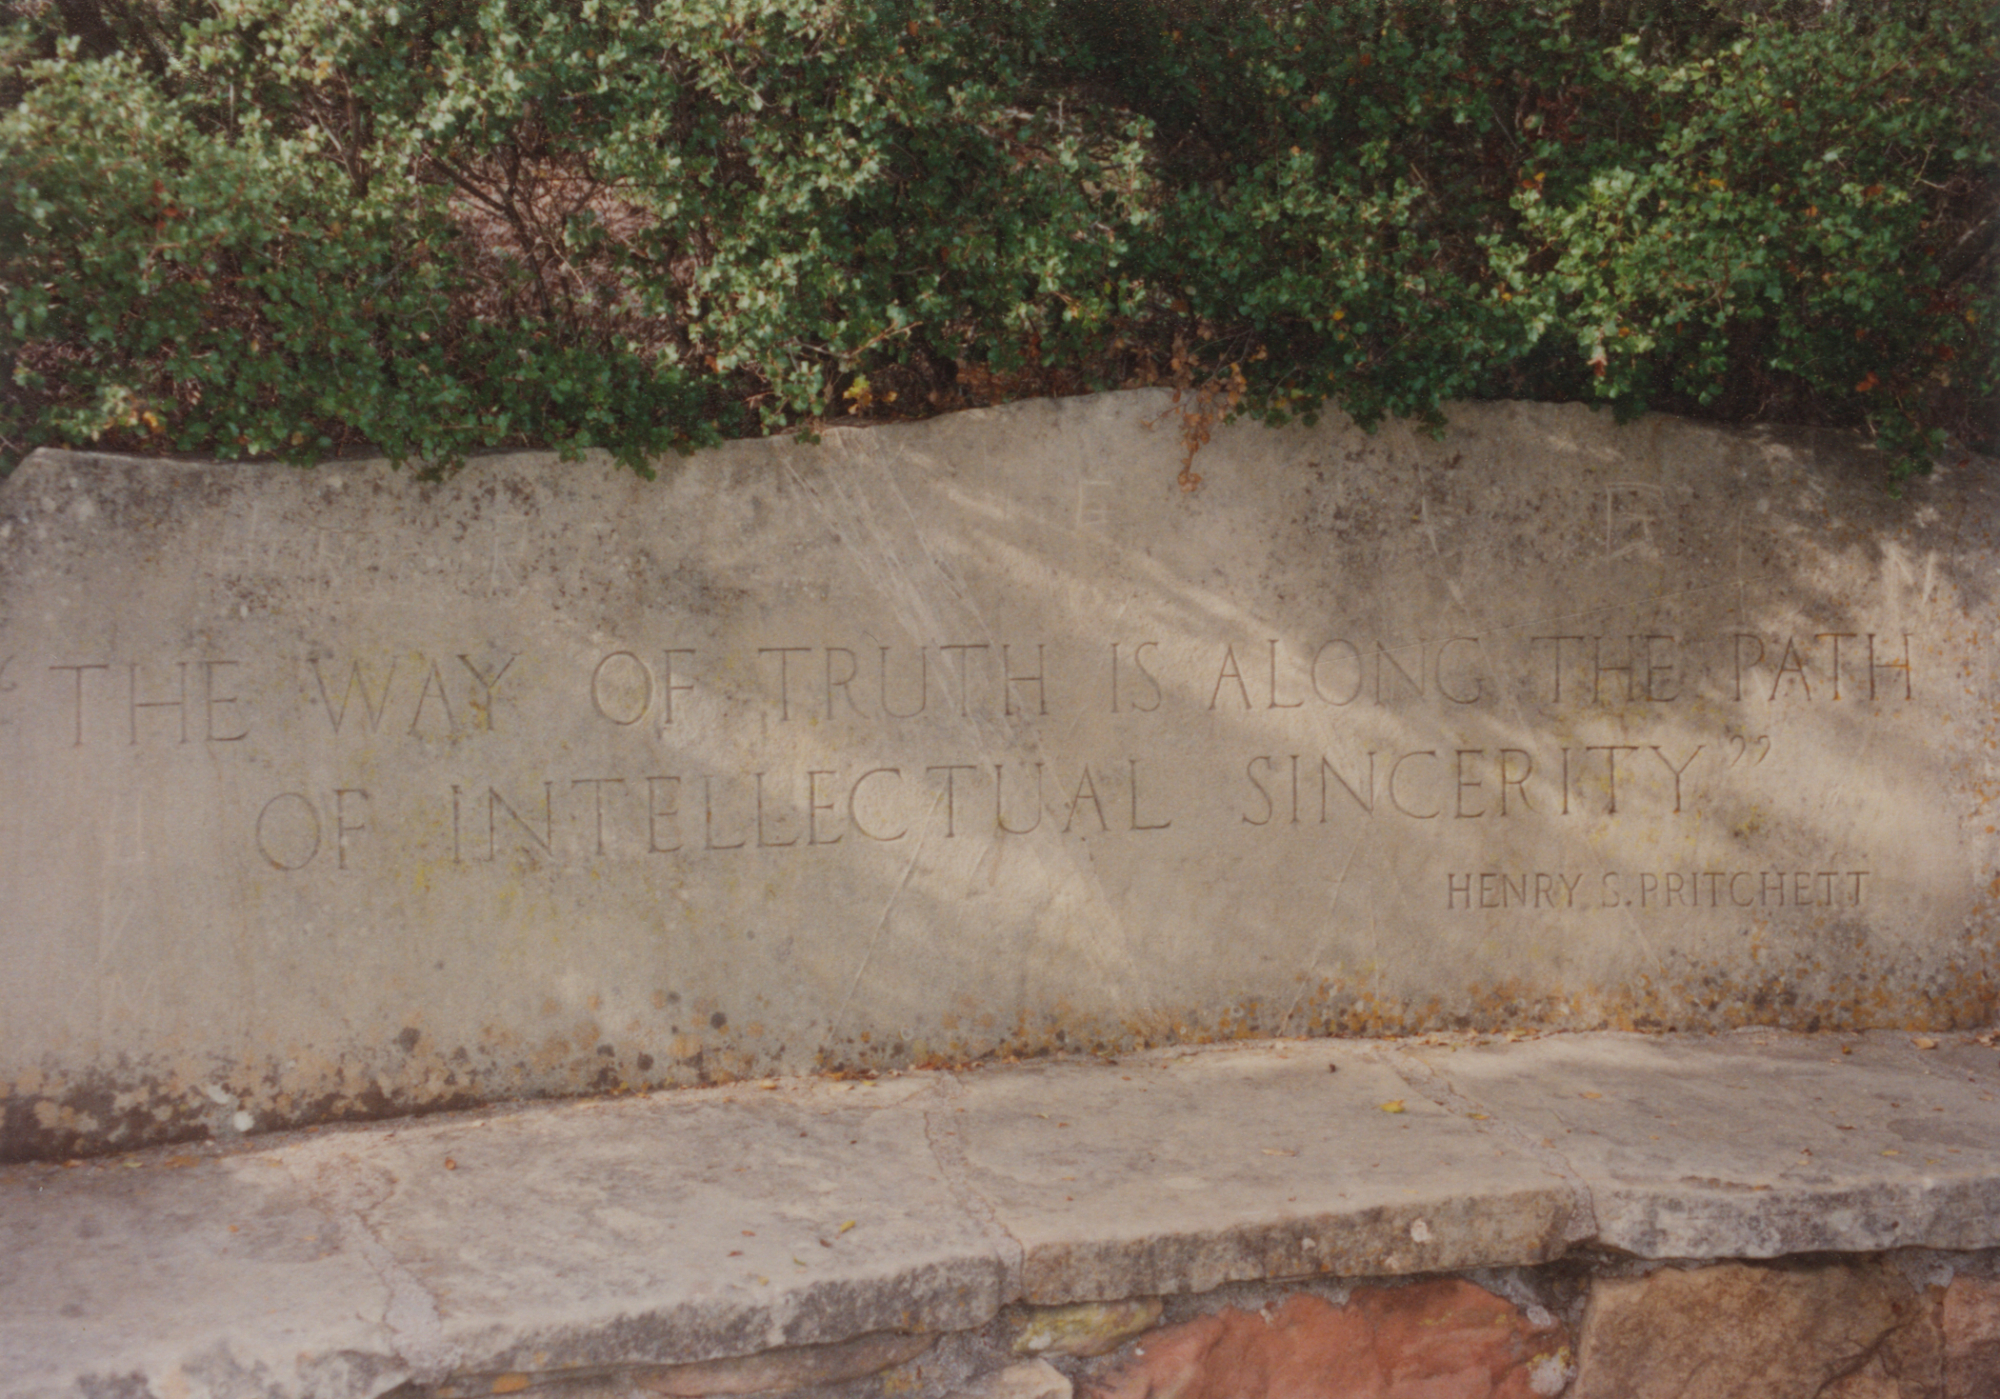 “THE WAY OF TRUTH IS ALONG THE PATH
OF INTELLECTUAL SINCERITY”
HENRY S. PRITCHETT